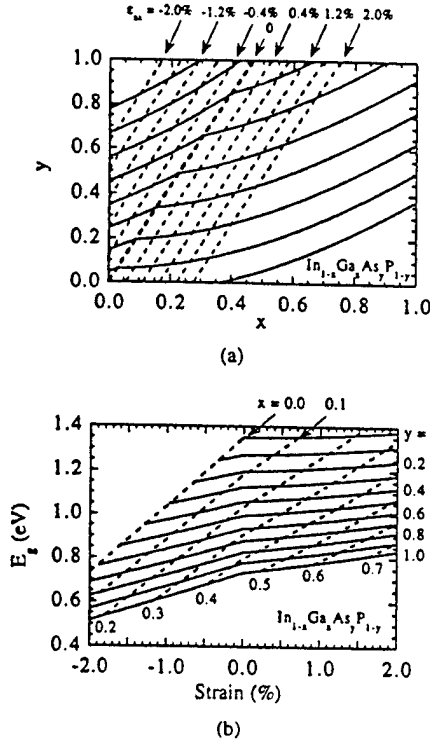 ε_xx = -2.0% -1.2% -0.4% 0.4% 1.2% 2.0%
0
1.0
0.8
0.6
y
0.4
0.2
0.0
0.0 0.2 0.4 0.6 0.8 1.0
x
In₁₋ₓGaₓAsᵧP₁₋ᵧ
(a)
x = 0.0 0.1
1.4
y =
1.2
0.2
1.0
0.4
E_g (eV)
0.6
0.8
0.8
1.0
0.6
0.2 0.3 0.4 0.5 0.6 0.7
In₁₋ₓGaₓAsᵧP₁₋ᵧ
0.4
-2.0 -1.0 0.0 1.0 2.0
Strain (%)
(b)